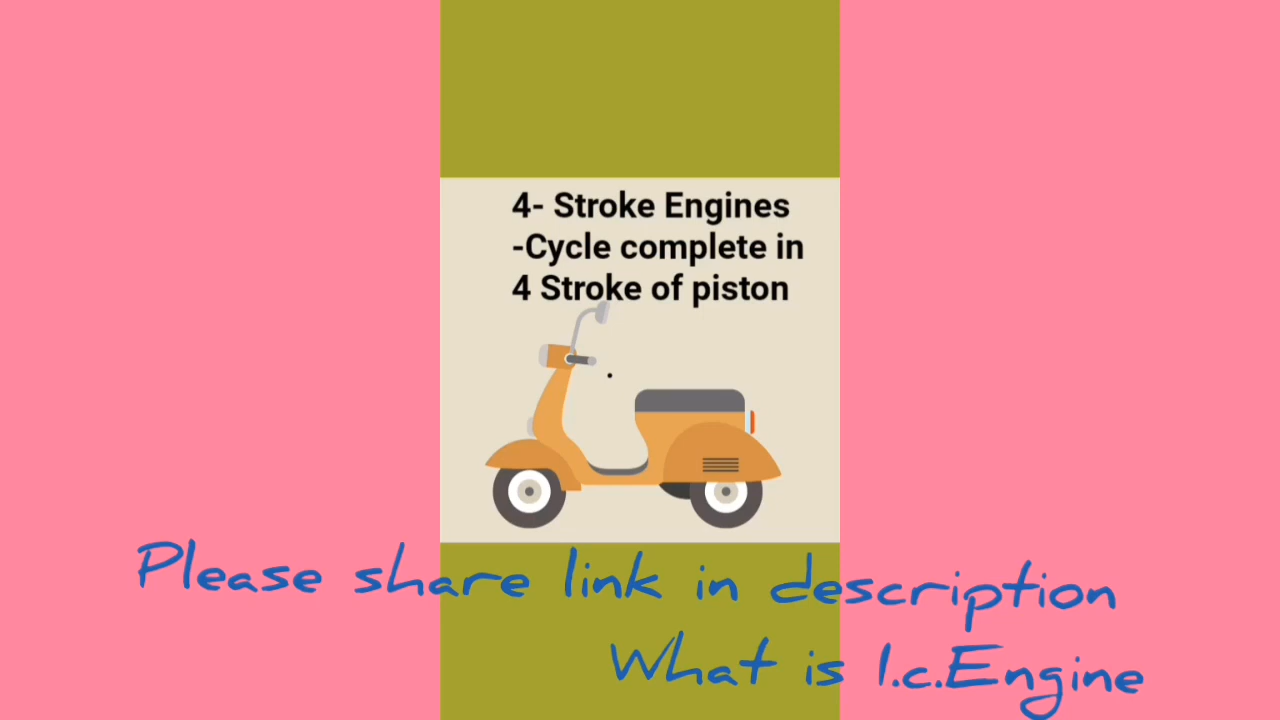 4- Stroke Engines
-Cycle complete in
4 Stroke of piston
Please share link in description
What is I.c.Engine